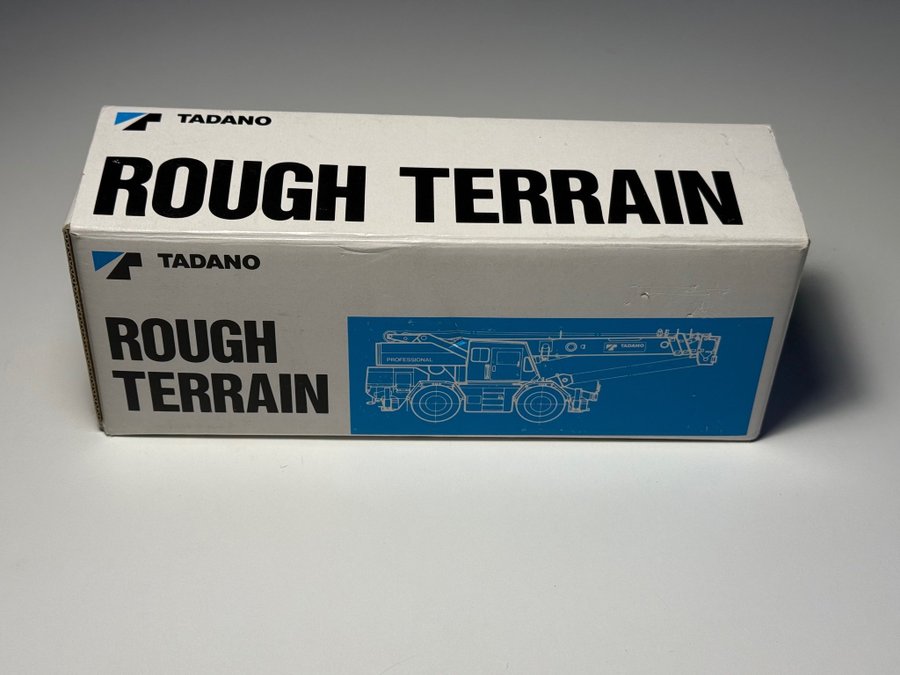 TADANO
ROUGH TERRAIN
TADANO
ROUGH
TERRAIN
PROFESSIONAL
α TADANO